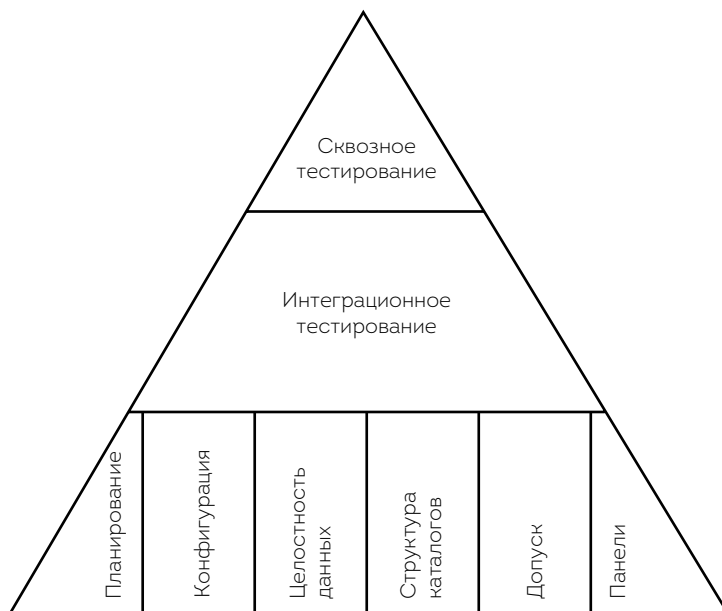 Сквозное
тестирование
Интеграционное
тестирование
Планирование
Конфигурация
Целостность
данных
Структура
каталогов
Допуск
Панели